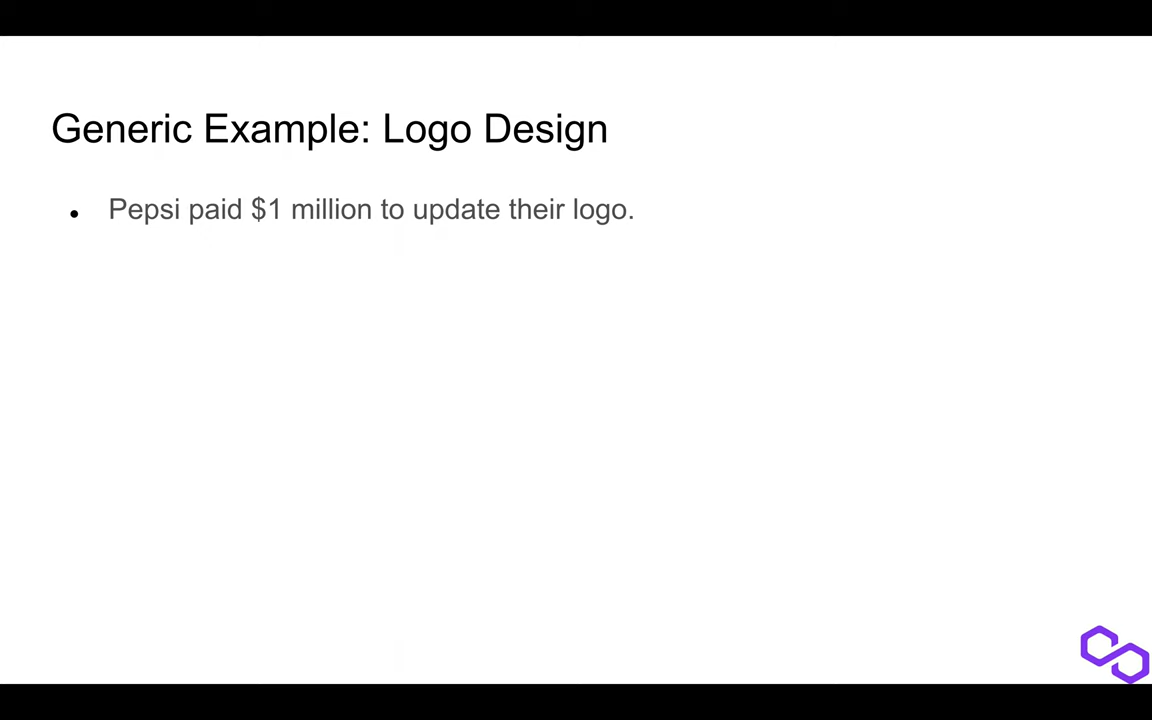 Generic Example: Logo Design
● Pepsi paid $1 million to update their logo.